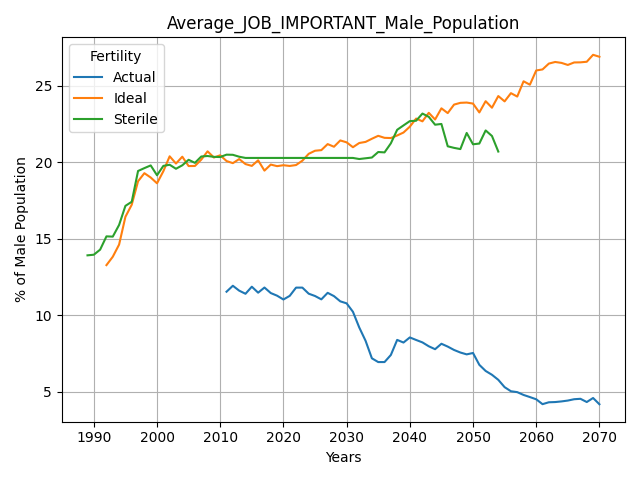 Average_JOB_IMPORTANT_Male_Population
Fertility
Actual
Ideal
Sterile
% of Male Population
25
20
15
10
5
1990 2000 2010 2020 2030 2040 2050 2060 2070
Years